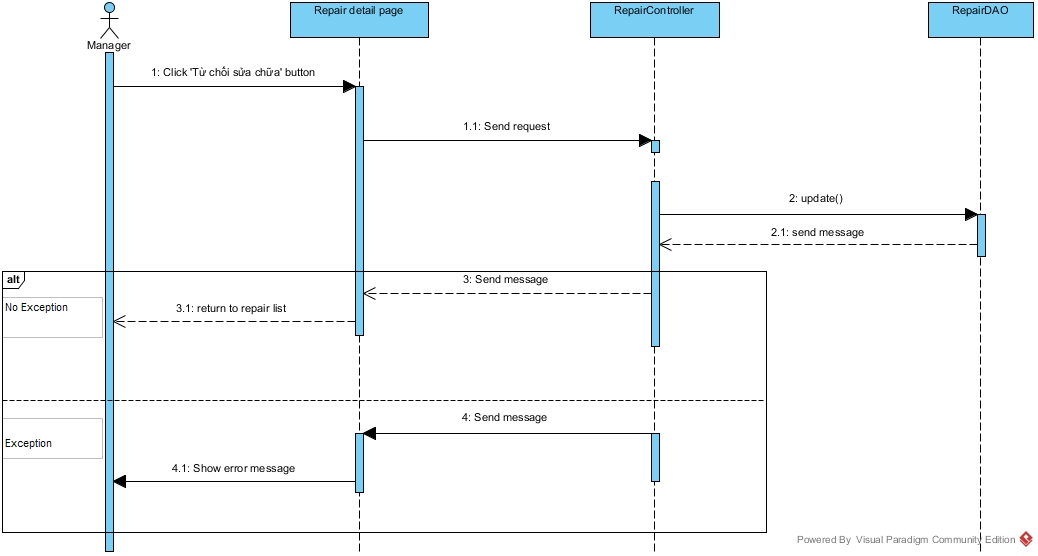 Repair detail page
RepairController
RepairDAO
Manager
1: Click 'Từ chối sửa chữa' button
1.1: Send request
2: update()
2.1: send message
alt
3: Send message
No Exception
3.1: return to repair list
4: Send message
Exception
4.1: Show error message
Powered By Visual Paradigm Community Edition